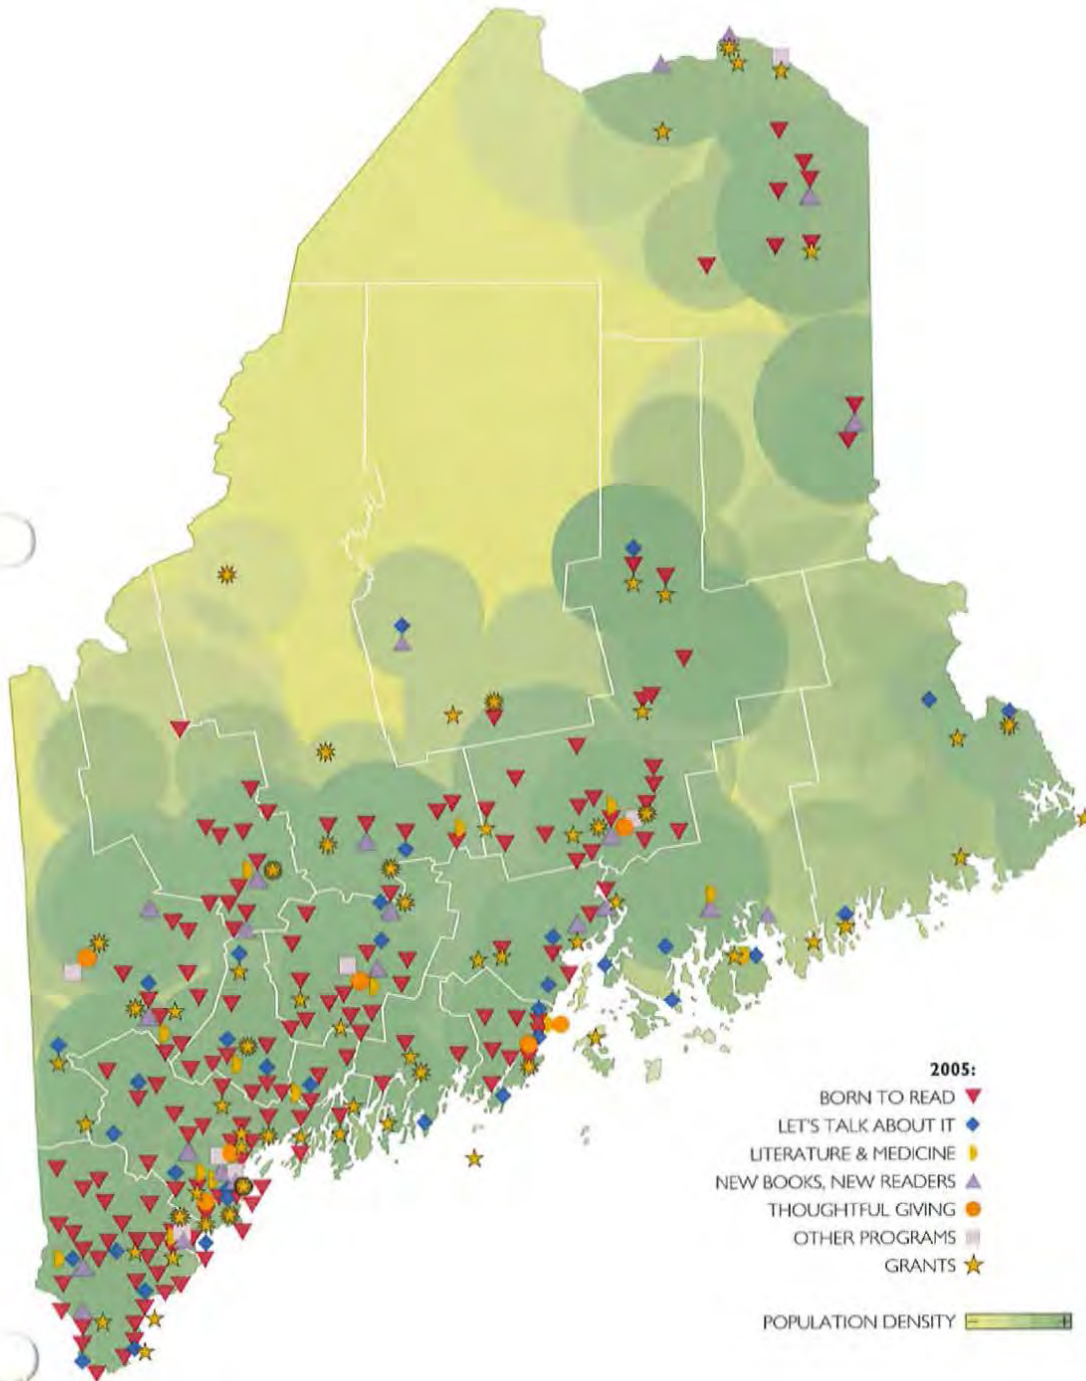 2005:
BORN TO READ
LET'S TALK ABOUT IT
LITERATURE & MEDICINE
NEW BOOKS, NEW READERS
THOUGHTFUL GIVING
OTHER PROGRAMS
GRANTS
POPULATION DENSITY − +